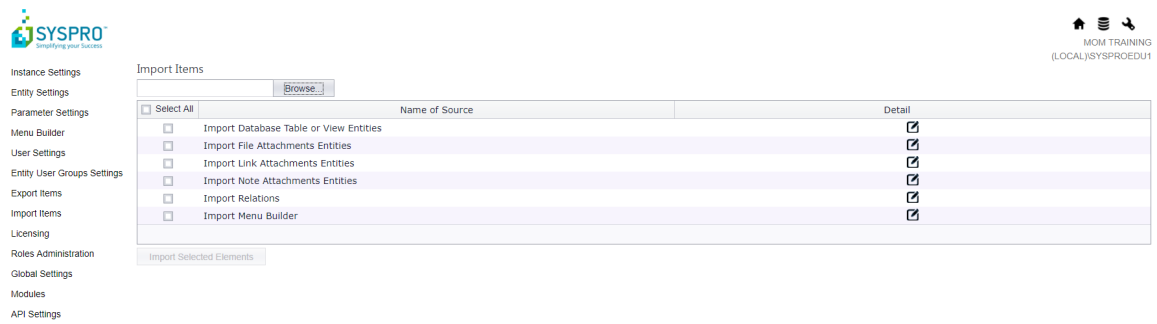 SYSPRO™
Simplifying your Success
MOM TRAINING
(LOCAL)\SYSPROEDU1
Instance Settings
Entity Settings
Parameter Settings
Menu Builder
User Settings
Entity User Groups Settings
Export Items
Import Items
Licensing
Roles Administration
Global Settings
Modules
API Settings
Import Items
Browse...
Select All Name of Source Detail
Import Database Table or View Entities
Import File Attachments Entities
Import Link Attachments Entities
Import Note Attachments Entities
Import Relations
Import Menu Builder
Import Selected Elements